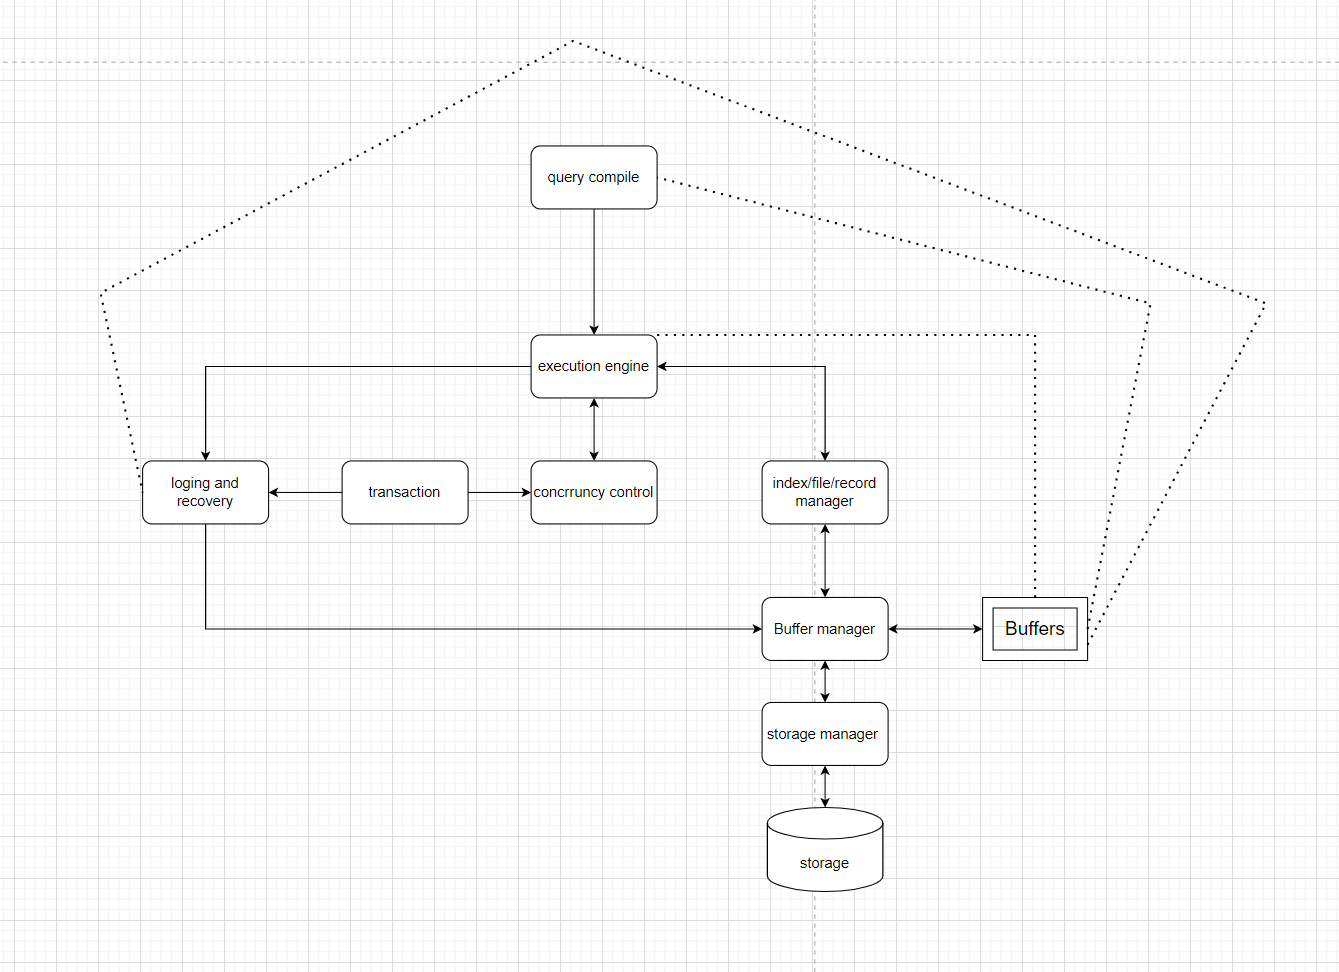 query compile
execution engine
loging and
recovery
transaction
concrruncy control
index/file/record
manager
Buffer manager
Buffers
storage manager
storage